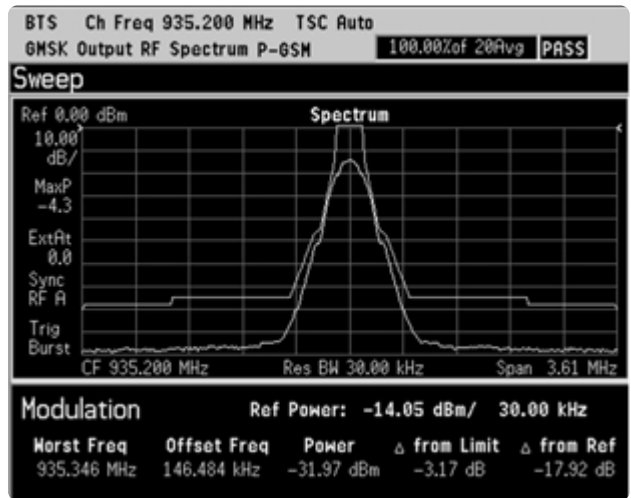 BTS Ch Freq 935.200 MHz TSC Auto
GMSK Output RF Spectrum P-GSM 100.00%of 20Avg PASS
Sweep
Ref 0.00 dBm Spectrum
10.00
dB/
MaxP
-4.3
ExtAt
0.0
Sync
RF A
Trig
Burst
CF 935.200 MHz Res BW 30.00 kHz Span 3.61 MHz
Modulation Ref Power: -14.05 dBm/ 30.00 kHz
Worst Freq Offset Freq Power △ from Limit △ from Ref
935.346 MHz 146.484 kHz -31.97 dBm -3.17 dB -17.92 dB